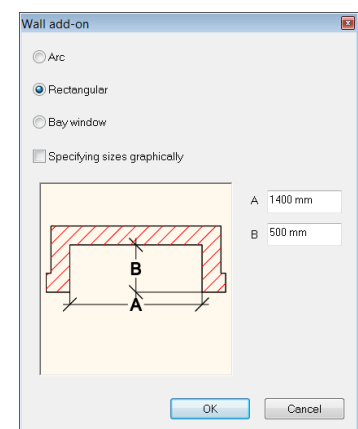 Wall add-on
Arc
Rectangular
Bay window
Specifying sizes graphically
A 1400 mm
B 500 mm
B
A
OK Cancel